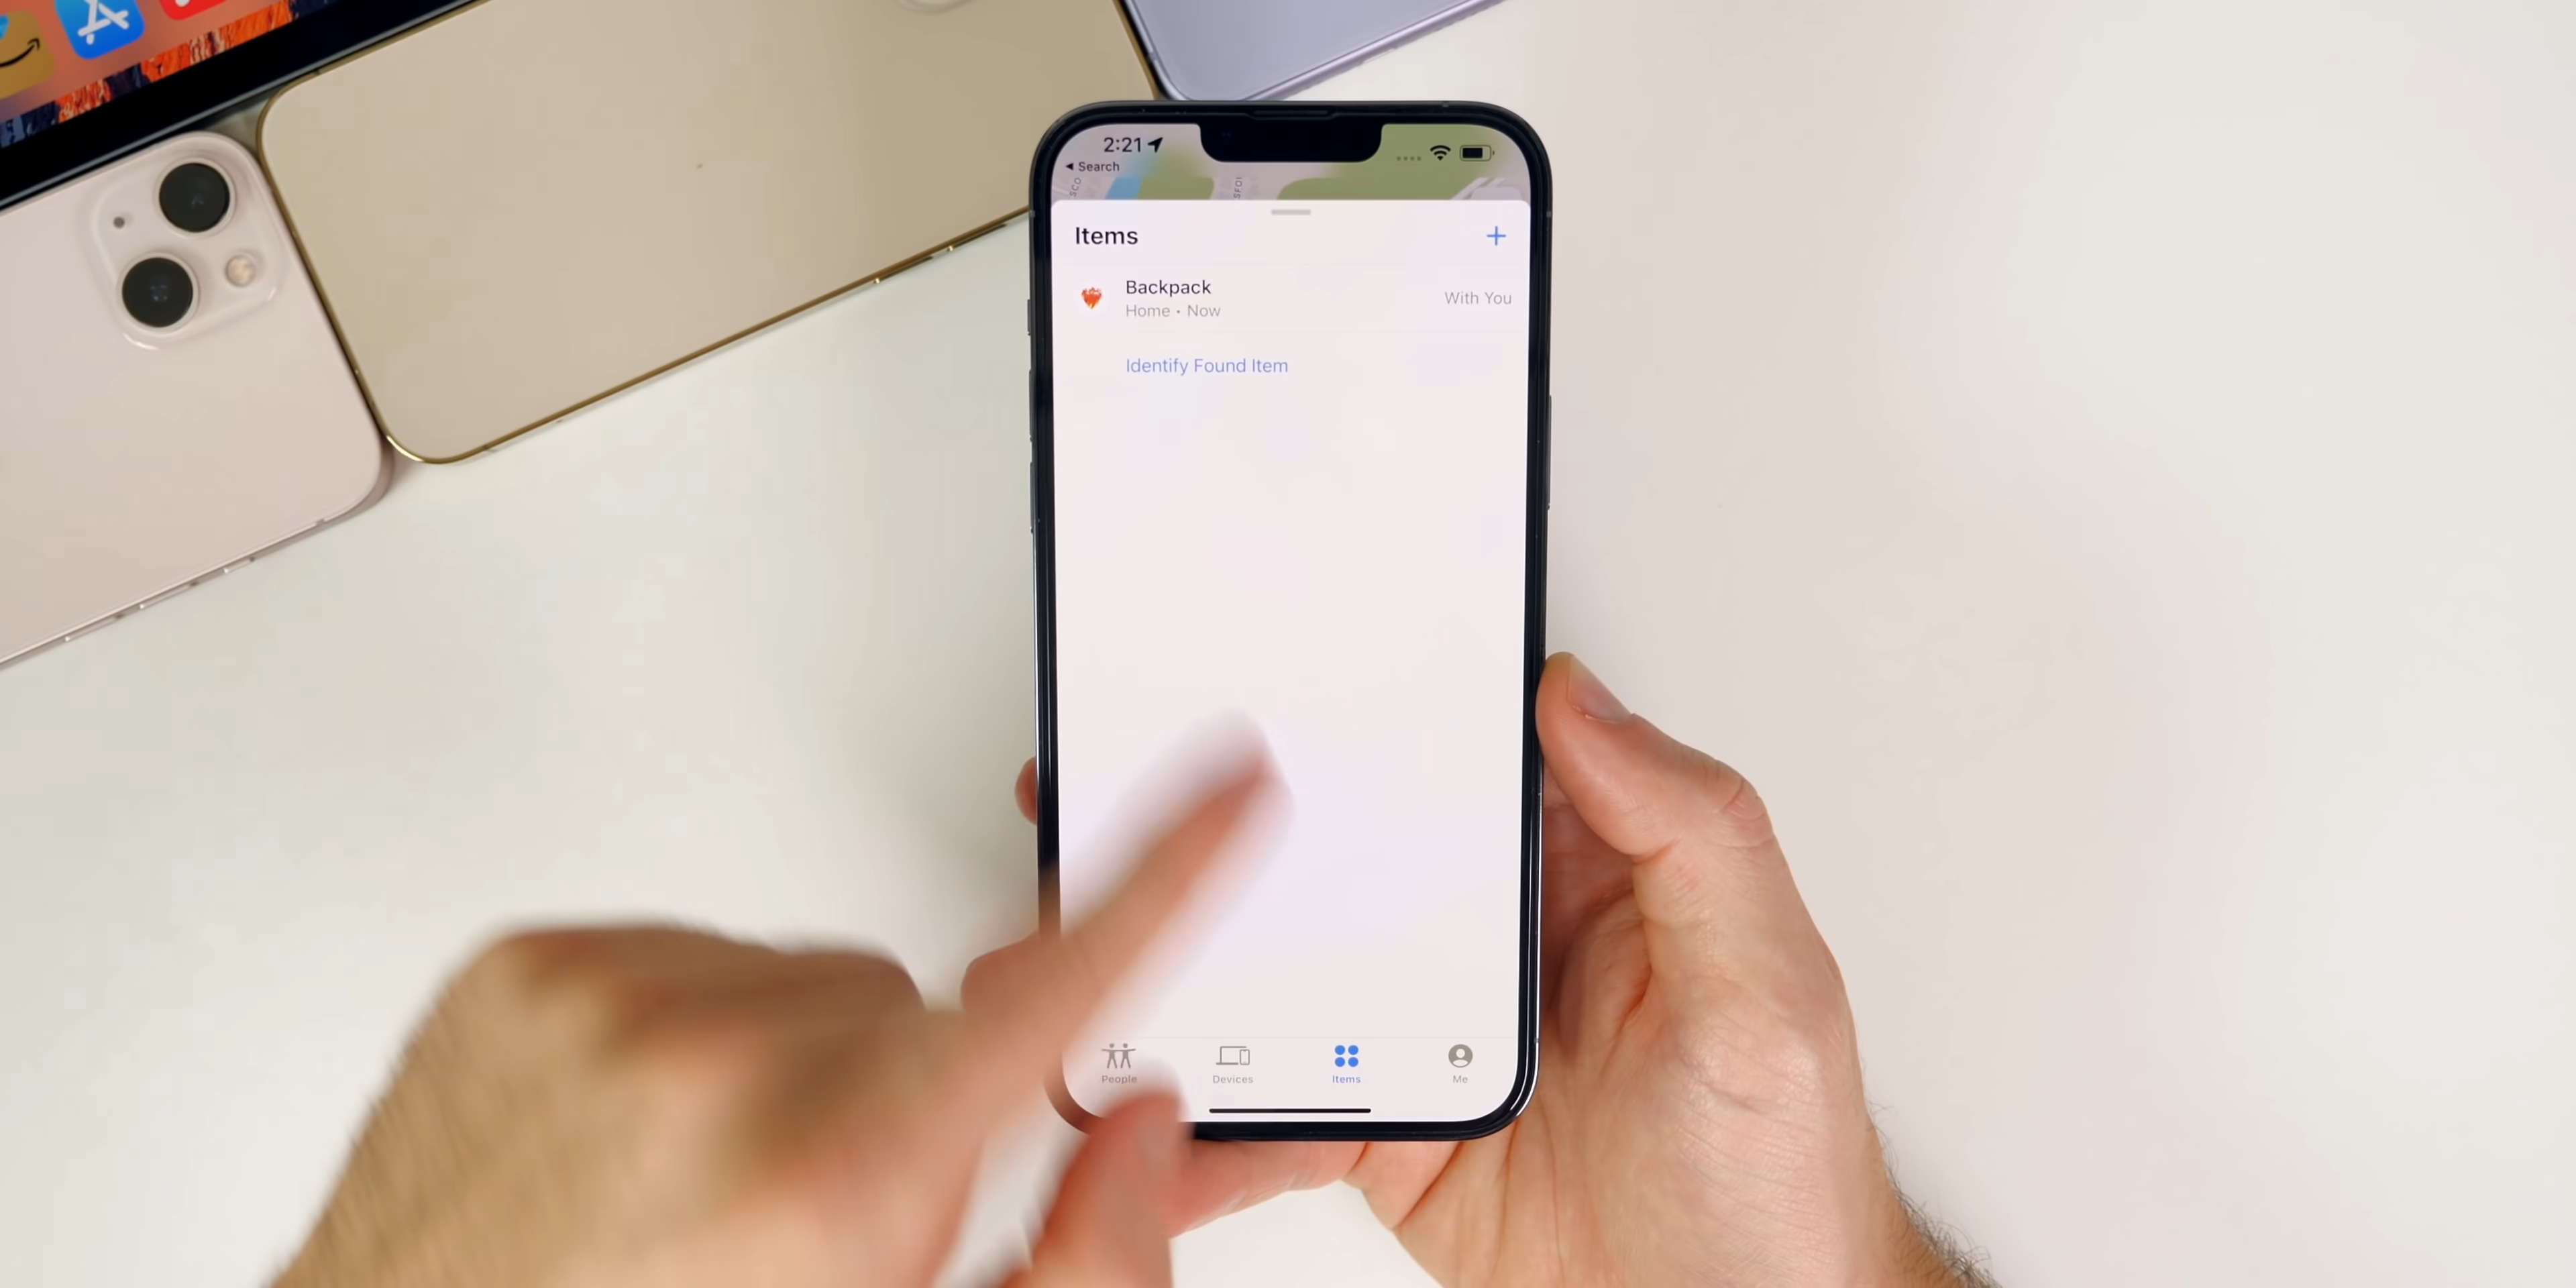 2:21
◀ Search
Items
+
Backpack
Home • Now
With You
Identify Found Item
People
Devices
Items
Me